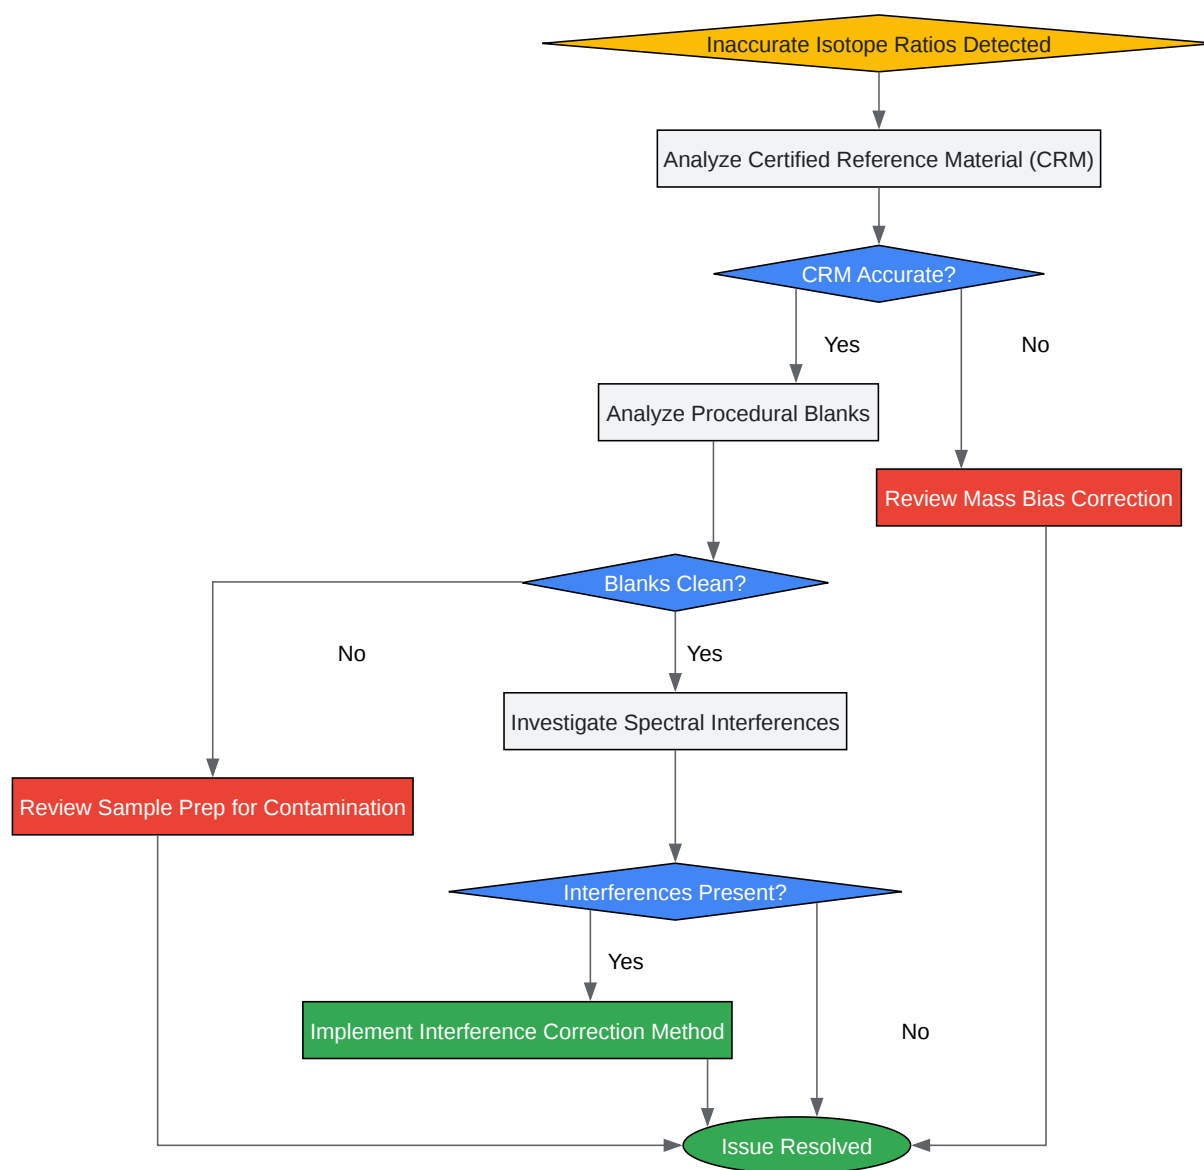 Inaccurate Isotope Ratios Detected
Analyze Certified Reference Material (CRM)
CRM Accurate?
Yes
No
Analyze Procedural Blanks
Review Mass Bias Correction
Blanks Clean?
No
Yes
Investigate Spectral Interferences
Review Sample Prep for Contamination
Interferences Present?
Yes
Implement Interference Correction Method
No
Issue Resolved